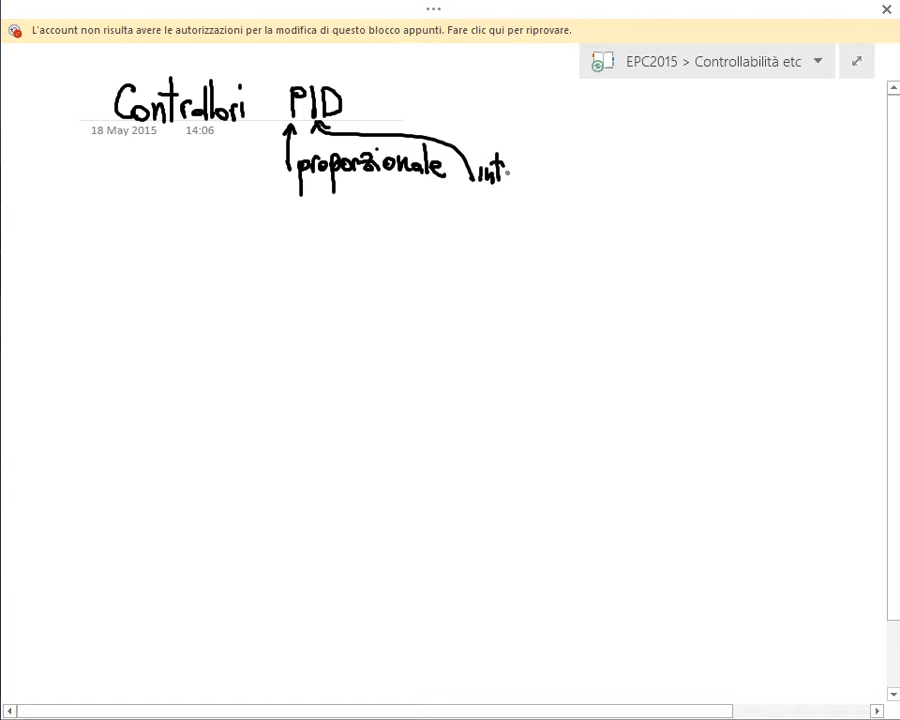 L'account non risulta avere le autorizzazioni per la modifica di questo blocco appunti. Fare clic qui per riprovare.
EPC2015 > Controllabilità etc
Controllori PID
18 May 2015 14:06
proporzionale int